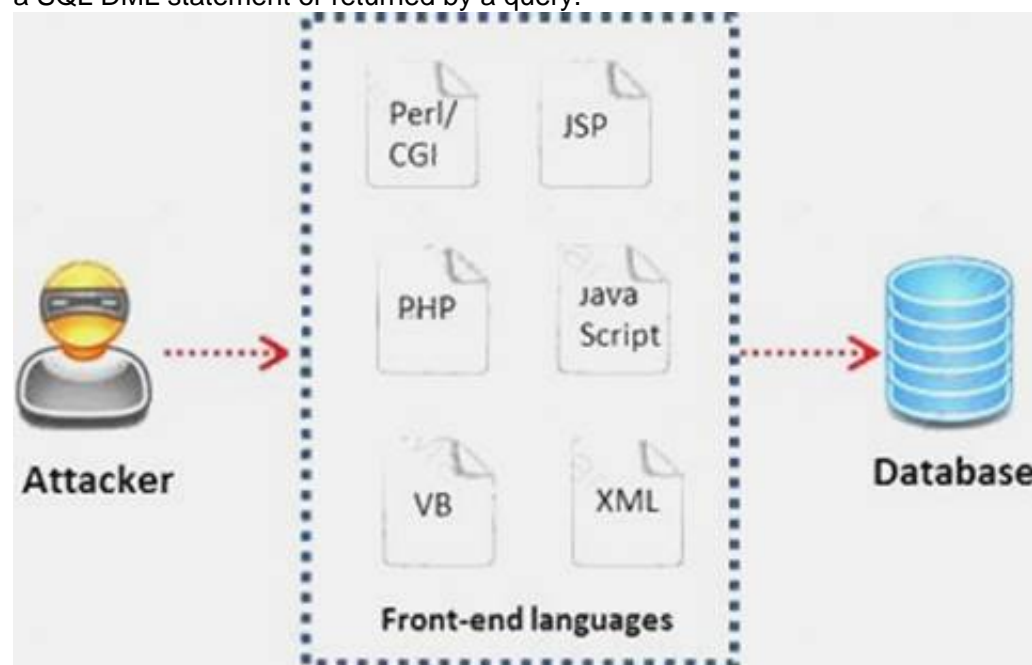 a SQL DML statement or returned by a query.
Perl/
CGI
JSP
PHP
Java
Script
VB
XML
Attacker
Database
Front-end languages